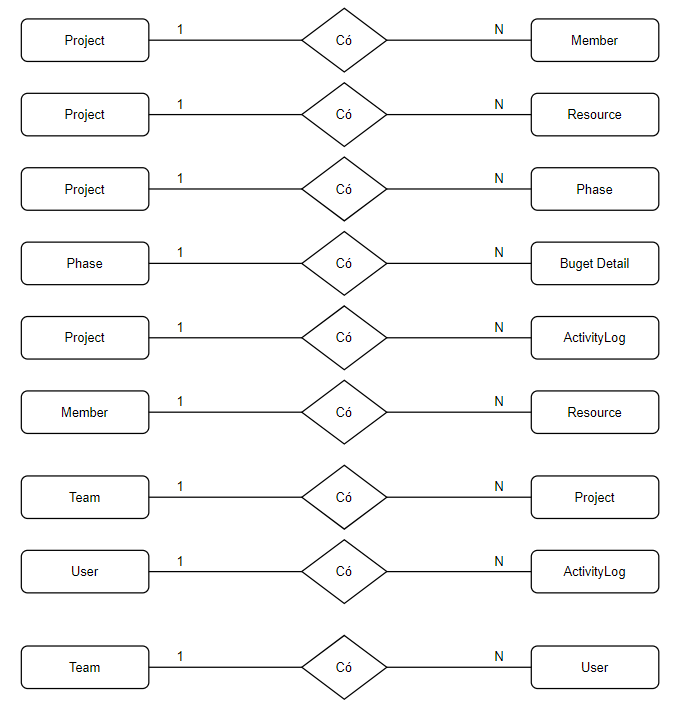 1 N
Project Có Member
1 N
Project Có Resource
1 N
Project Có Phase
1 N
Phase Có Buget Detail
1 N
Project Có ActivityLog
1 N
Member Có Resource
1 N
Team Có Project
1 N
User Có ActivityLog
1 N
Team Có User